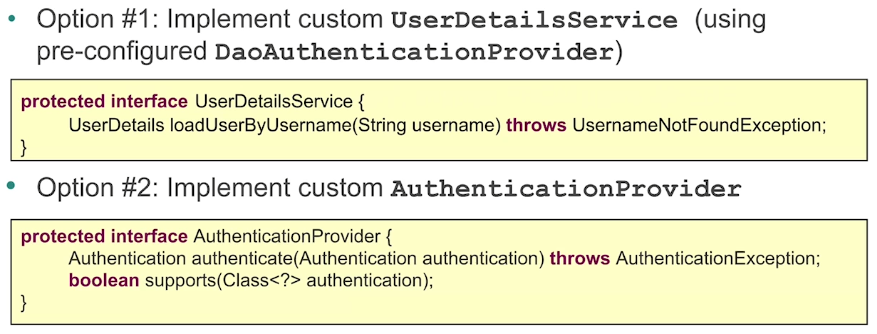 • Option #1: Implement custom UserDetailsService (using
pre-configured DaoAuthenticationProvider)
protected interface UserDetailsService {
UserDetails loadUserByUsername(String username) throws UsernameNotFoundException;
}
• Option #2: Implement custom AuthenticationProvider
protected interface AuthenticationProvider {
Authentication authenticate(Authentication authentication) throws AuthenticationException;
boolean supports(Class<?> authentication);
}